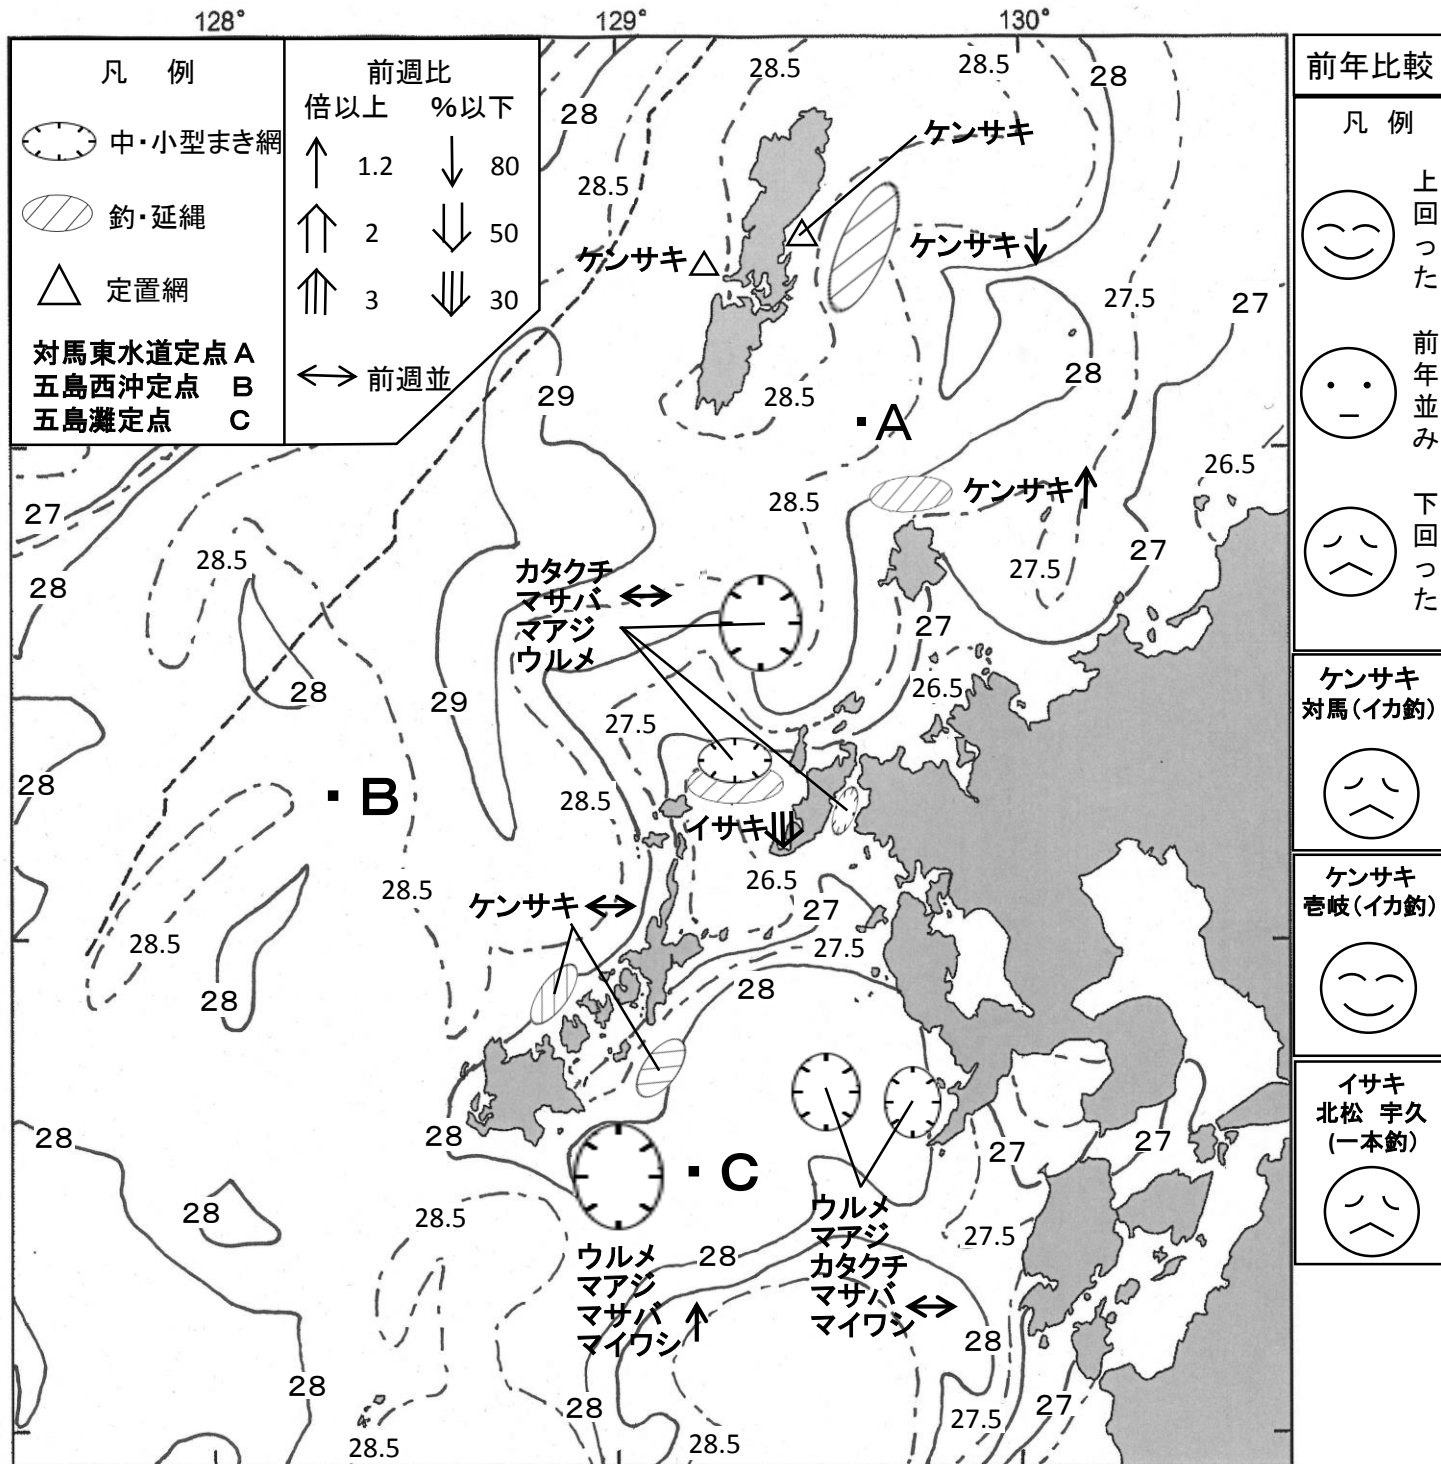 128°
129°
130°
凡 例
中・小型まき網
釣・延縄
定置網
対馬東水道定点 A
五島西沖定点 B
五島灘定点 C
前週比
倍以上 %以下
1.2 80
2 50
3 30
前週並
前年比較
凡 例
上回った
前年並み
下回った
ケンサキ
対馬(イカ釣)
ケンサキ
壱岐(イカ釣)
イサキ
北松 宇久
(一本釣)
28.5
28.5
28
28
ケンサキ
28.5
ケンサキ
ケンサキ
27.5
27
28
29
28.5
A
26.5
ケンサキ
28.5
27
28.5
27
27.5
28
カタクチ
マサバ
マアジ
ウルメ
27
26.5
28
29
27.5
28
B
28.5
イサキ
26.5
28.5
27
ケンサキ
27.5
28.5
28
28
28
28
27
27
C
28
28.5
ウルメ
マアジ
カタクチ
マサバ
マイワシ
27.5
28
ウルメ
マアジ
マサバ
マイワシ
28
28
28
27
27.5
28.5
28.5